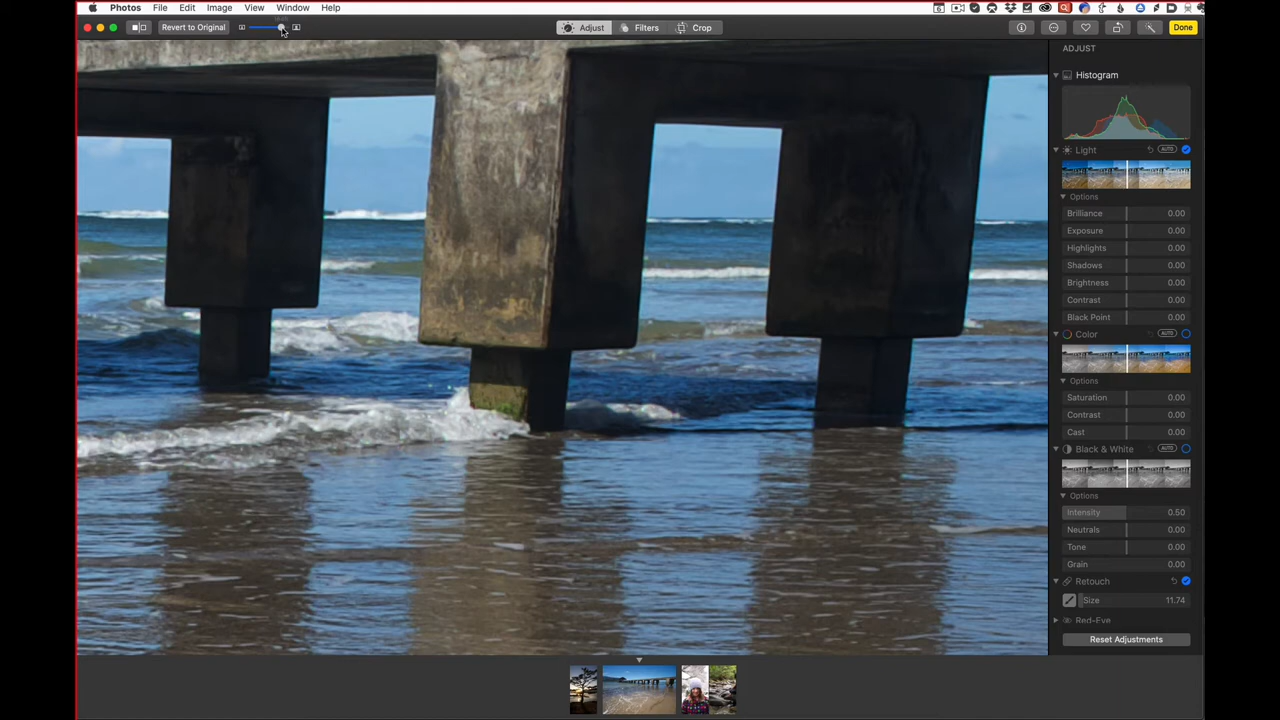 Photos File Edit Image View Window Help
Revert to Original
Adjust Filters Crop
Done
ADJUST
Histogram
Light AUTO
Options
Brilliance 0.00
Exposure 0.00
Highlights 0.00
Shadows 0.00
Brightness 0.00
Contrast 0.00
Black Point 0.00
Color AUTO
Options
Saturation 0.00
Contrast 0.00
Cast 0.00
Black & White AUTO
Options
Intensity 0.50
Neutrals 0.00
Tone 0.00
Grain 0.00
Retouch
Size 11.74
Red-Eye
Reset Adjustments